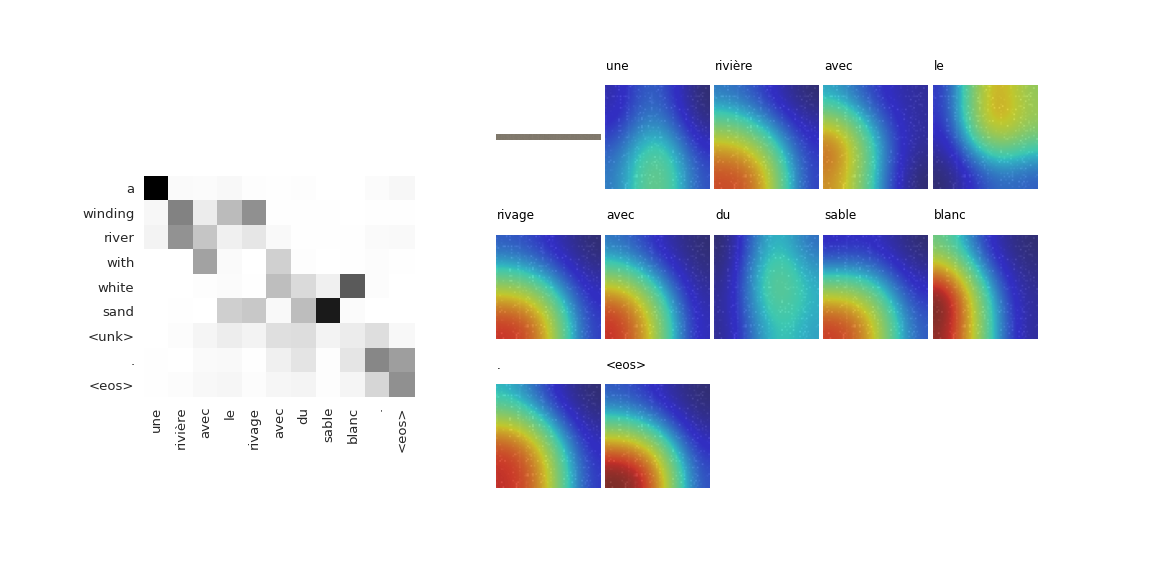 a
winding
river
with
white
sand
<unk>
.
<eos>
une
rivière
avec
le
rivage
avec
du
sable
blanc
.
<eos>
une
rivière
avec
le
rivage
avec
du
sable
blanc
.
<eos>